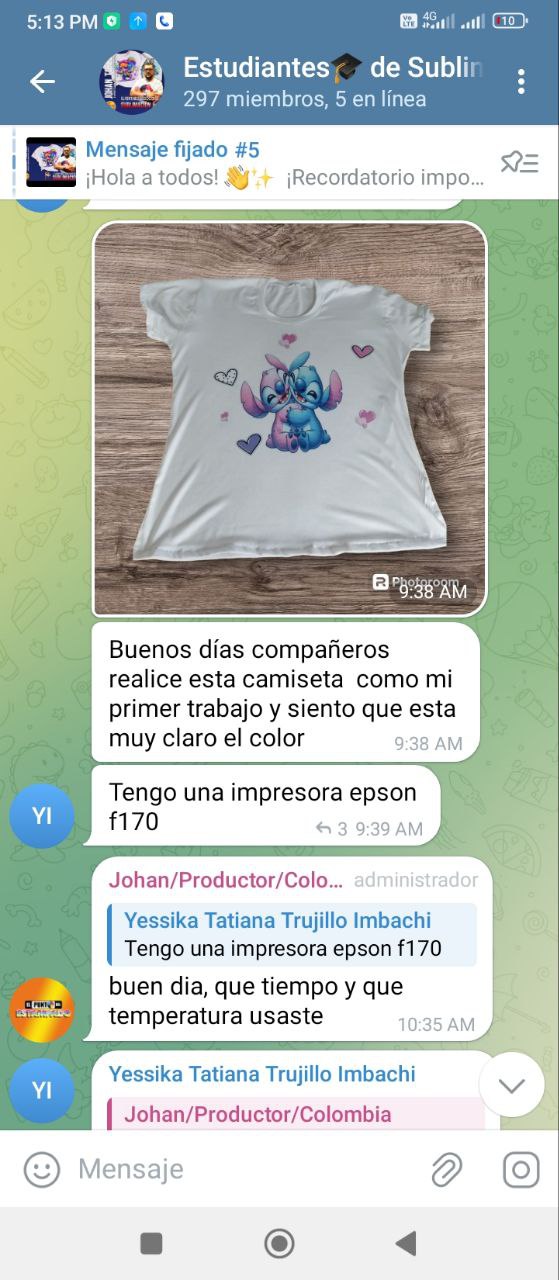 5:13 PM
Vo LTE 4G 10
Estudiantes🎓 de Sublin
297 miembros, 5 en línea
Mensaje fijado #5
¡Hola a todos! 👋✨ ¡Recordatorio impo...
Photoroom
9:38 AM
Buenos días compañeros
realice esta camiseta como mi
primer trabajo y siento que esta
muy claro el color
9:38 AM
Tengo una impresora epson
f170
3 9:39 AM
YI
Johan/Productor/Colo... administrador
Yessika Tatiana Trujillo Imbachi
Tengo una impresora epson f170
buen dia, que tiempo y que
temperatura usaste
10:35 AM
Yessika Tatiana Trujillo Imbachi
YI
Johan/Productor/Colombia
Mensaje